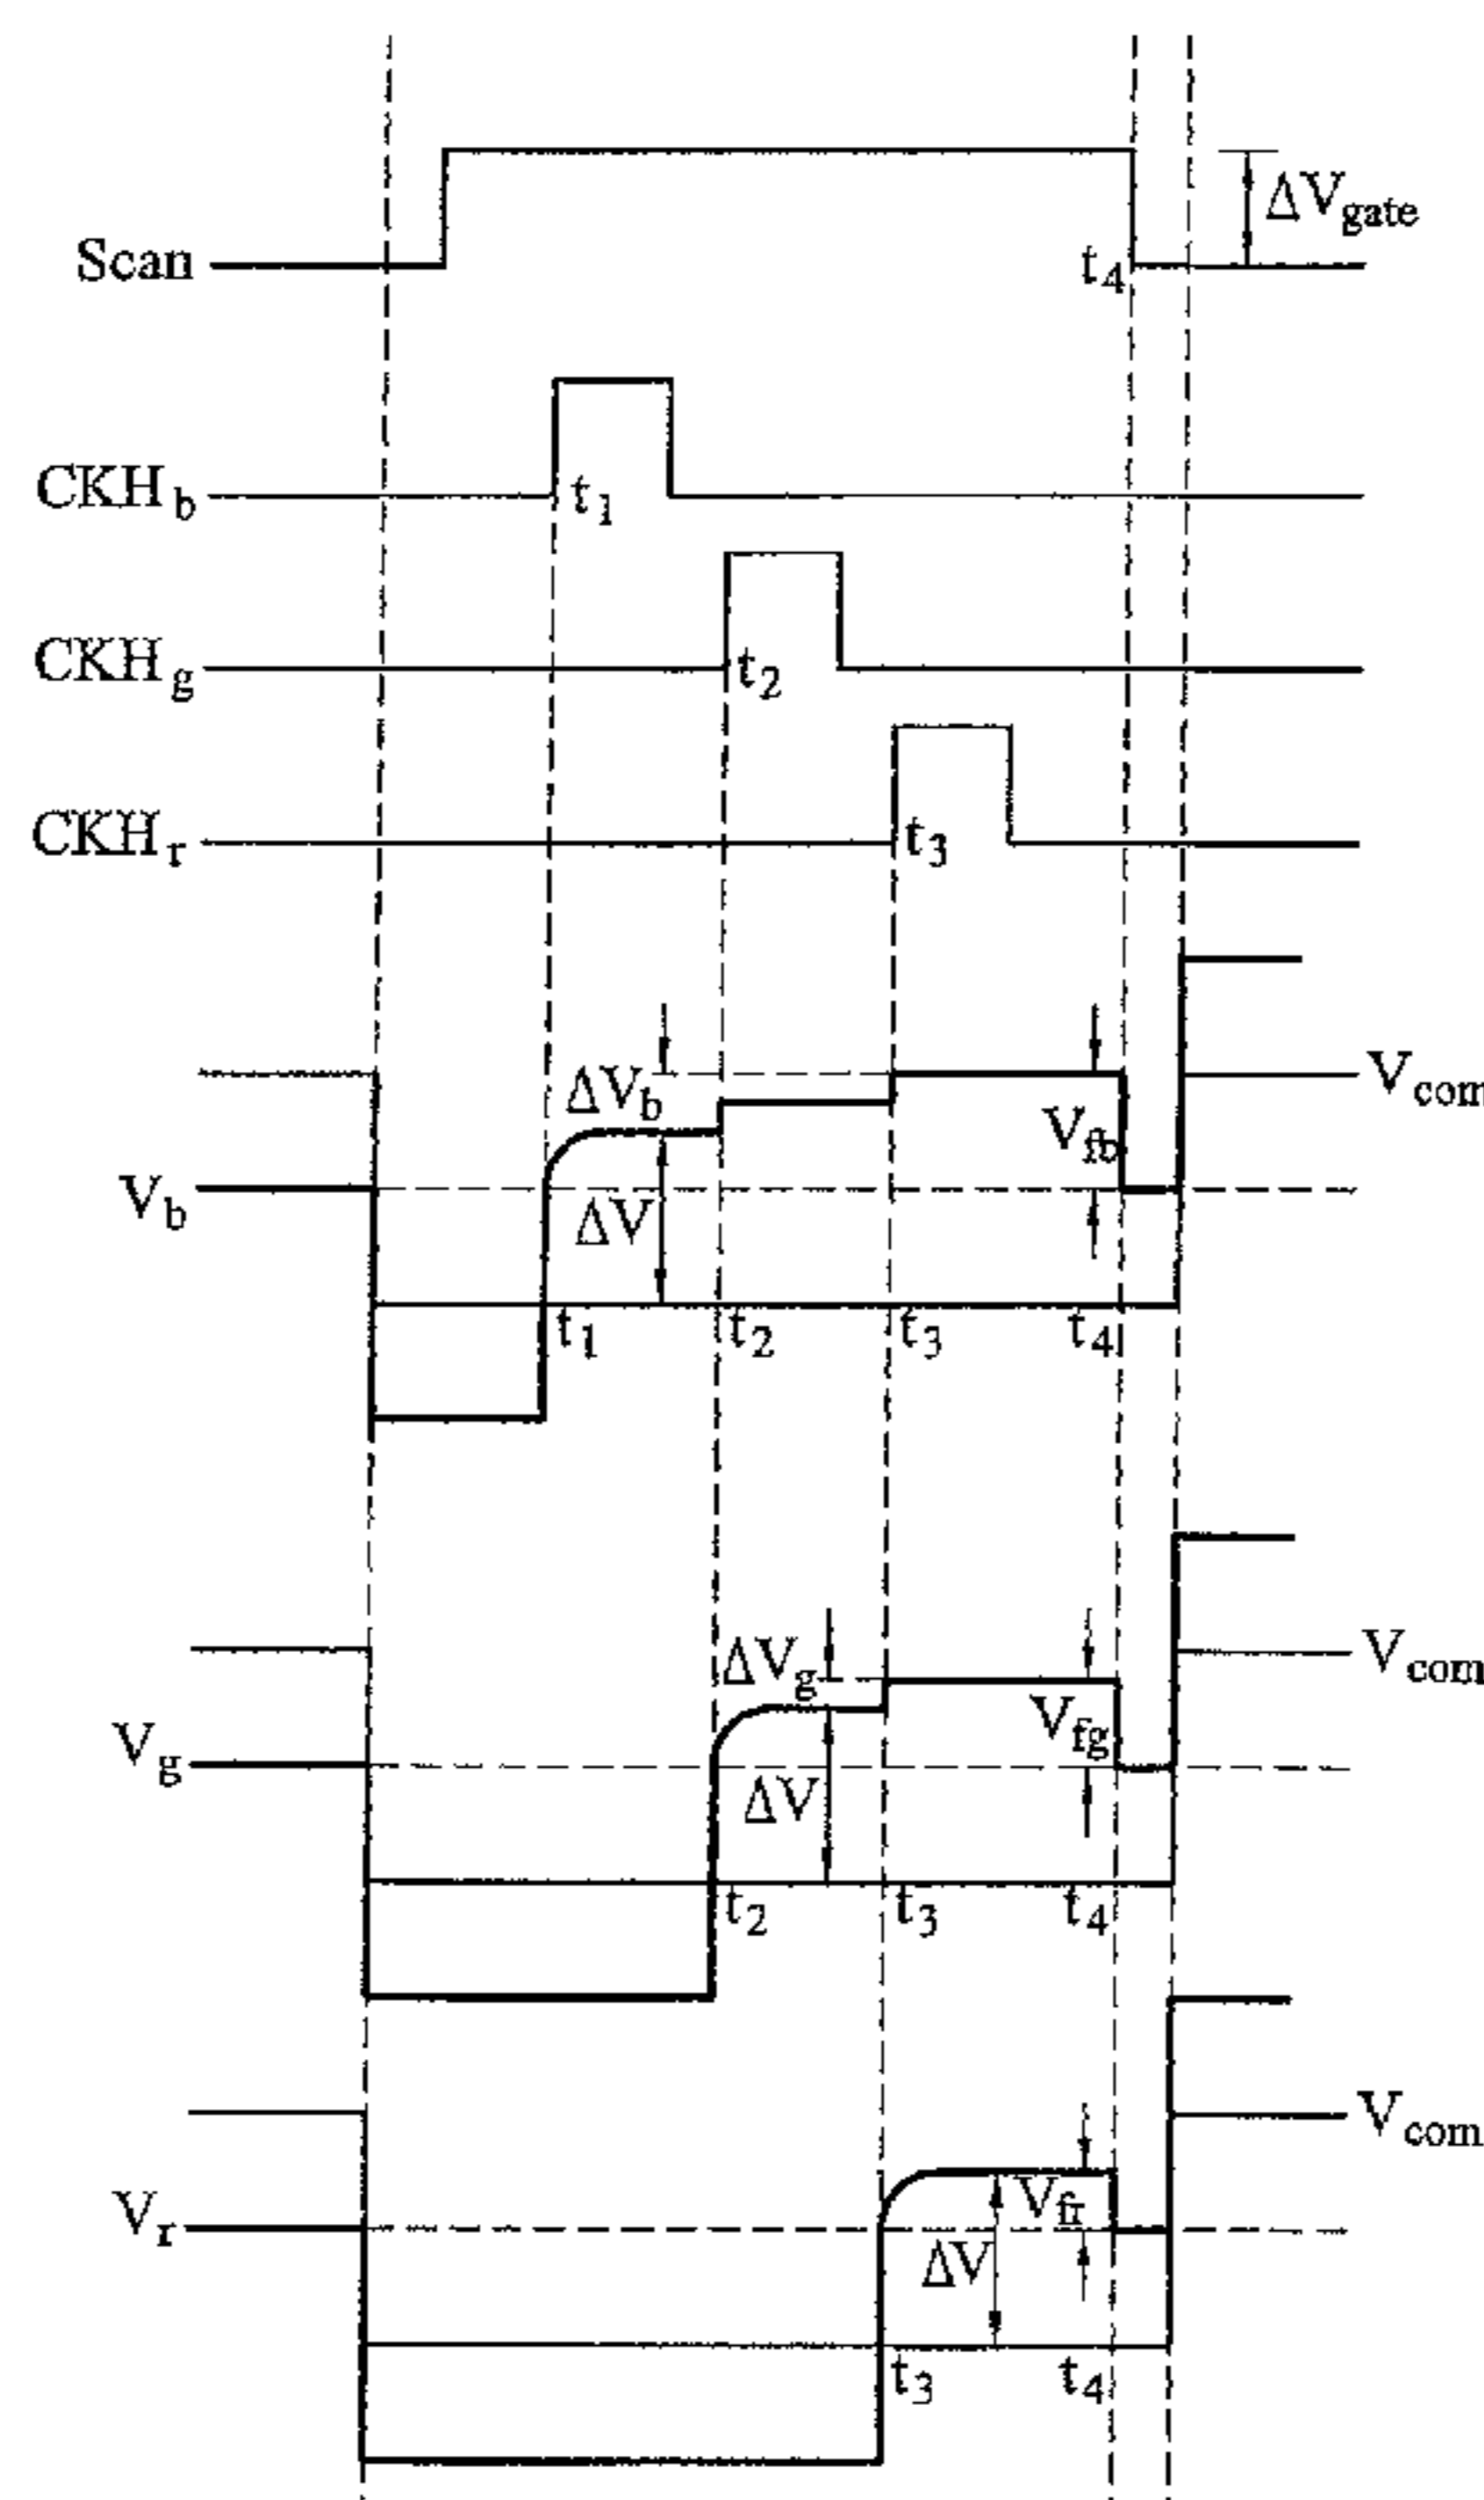 Scan
t4
ΔVgate
CKHb
t1
CKHg
t2
CKHr
t3
ΔVb
Vcom
Vfb
Vb
ΔV
t1
t2
t3
t4
ΔVg
Vcom
Vfg
Vg
ΔV
t2
t3
t4
Vcom
Vfr
Vr
ΔV
t3
t4